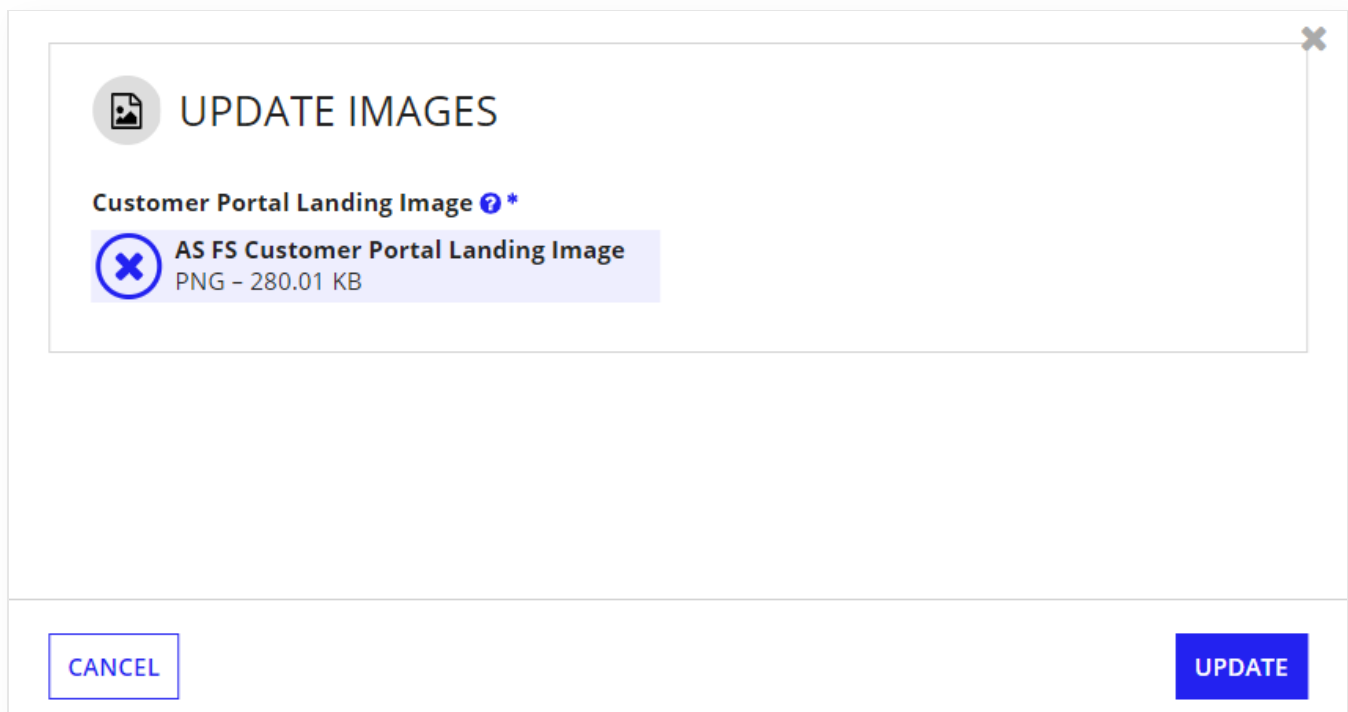 UPDATE IMAGES
Customer Portal Landing Image ? *
AS FS Customer Portal Landing Image
PNG – 280.01 KB
CANCEL
UPDATE